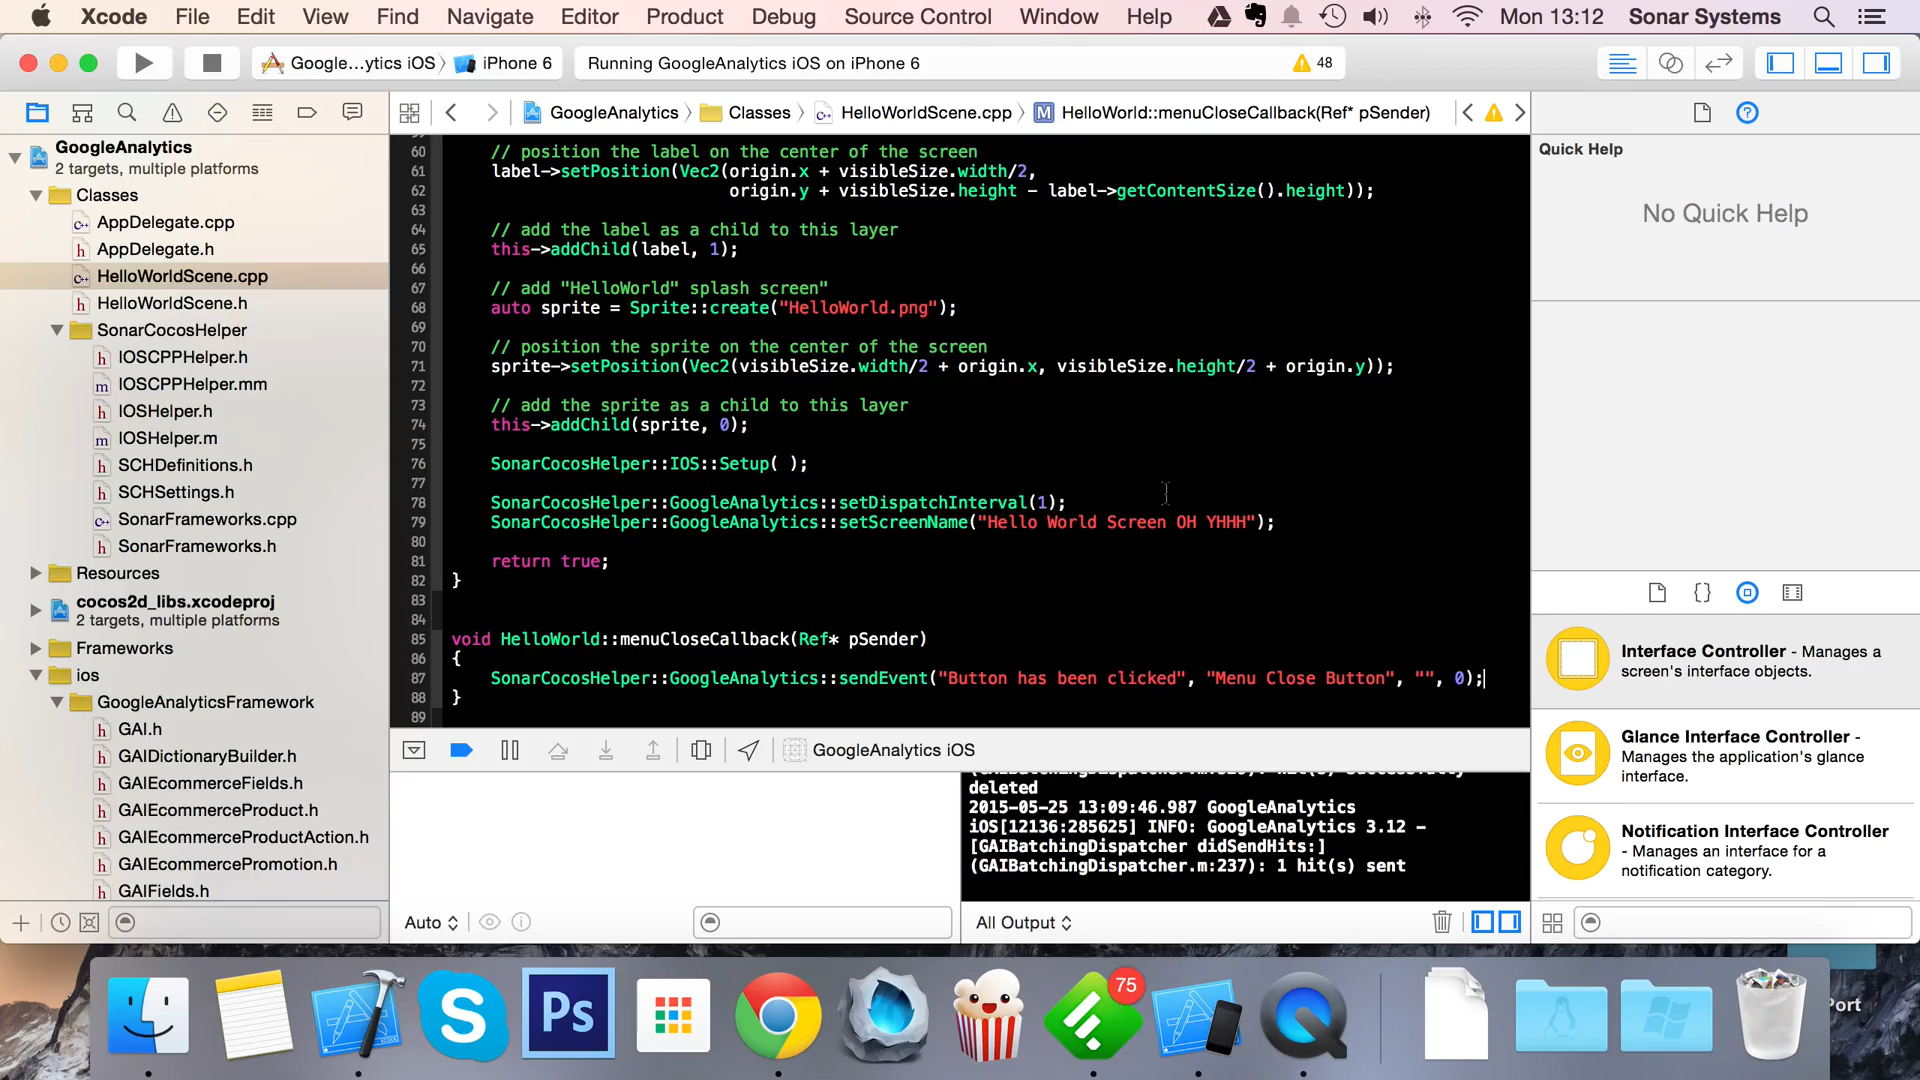 Xcode File Edit View Find Navigate Editor Product Debug Source Control Window Help Mon 13:12 Sonar Systems
Google...ytics iOS iPhone 6 Running GoogleAnalytics iOS on iPhone 6 48
GoogleAnalytics Classes HelloWorldScene.cpp M HelloWorld::menuCloseCallback(Ref* pSender)
GoogleAnalytics
2 targets, multiple platforms
Classes
AppDelegate.cpp
AppDelegate.h
HelloWorldScene.cpp
HelloWorldScene.h
SonarCocosHelper
IOSCPPHelper.h
IOSCPPHelper.mm
IOSHelper.h
IOSHelper.m
SCHDefinitions.h
SCHSettings.h
SonarFrameworks.cpp
SonarFrameworks.h
Resources
cocos2d_libs.xcodeproj
2 targets, multiple platforms
Frameworks
ios
GoogleAnalyticsFramework
GAI.h
GAIDictionaryBuilder.h
GAIEcommerceFields.h
GAIEcommerceProduct.h
GAIEcommerceProductAction.h
GAIEcommercePromotion.h
GAIFields.h
60 // position the label on the center of the screen
61 label->setPosition(Vec2(origin.x + visibleSize.width/2,
62 origin.y + visibleSize.height - label->getContentSize().height));
63
64 // add the label as a child to this layer
65 this->addChild(label, 1);
66
67 // add "HelloWorld" splash screen"
68 auto sprite = Sprite::create("HelloWorld.png");
69
70 // position the sprite on the center of the screen
71 sprite->setPosition(Vec2(visibleSize.width/2 + origin.x, visibleSize.height/2 + origin.y));
72
73 // add the sprite as a child to this layer
74 this->addChild(sprite, 0);
75
76 SonarCocosHelper::IOS::Setup( );
77
78 SonarCocosHelper::GoogleAnalytics::setDispatchInterval(1);
79 SonarCocosHelper::GoogleAnalytics::setScreenName("Hello World Screen OH YHHH");
80
81 return true;
82 }
83
84
85 void HelloWorld::menuCloseCallback(Ref* pSender)
86 {
87 SonarCocosHelper::GoogleAnalytics::sendEvent("Button has been clicked", "Menu Close Button", "", 0);
88 }
89
GoogleAnalytics iOS
deleted
2015-05-25 13:09:46.987 GoogleAnalytics
iOS[12136:285625] INFO: GoogleAnalytics 3.12 -
[GAIBatchingDispatcher didSendHits:]
(GAIBatchingDispatcher.m:237): 1 hit(s) sent
Auto
All Output
Quick Help
No Quick Help
Interface Controller - Manages a
screen's interface objects.
Glance Interface Controller -
Manages the application's glance
interface.
Notification Interface Controller
- Manages an interface for a
notification category.
Ps
75
Port